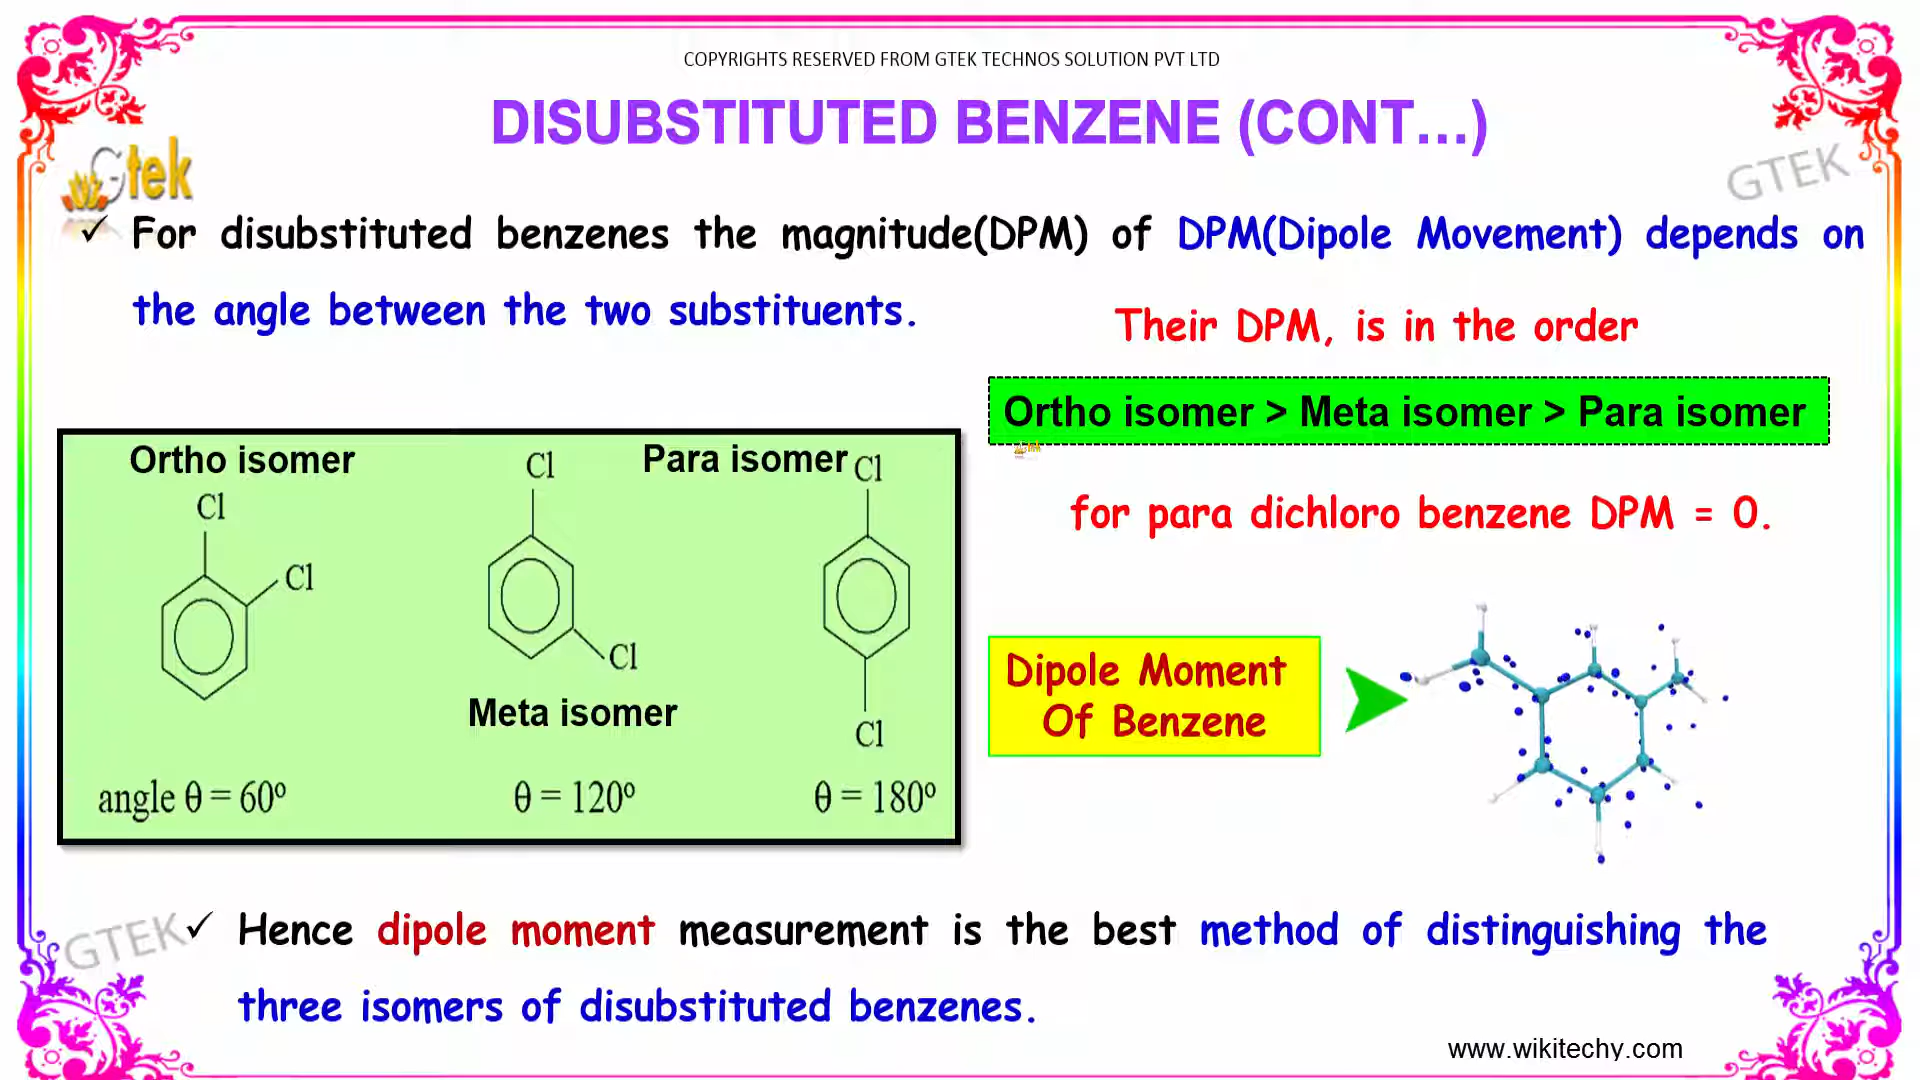 COPYRIGHTS RESERVED FROM GTEK TECHNOS SOLUTION PVT LTD
DISUBSTITUTED BENZENE (CONT...)
Gtek
GTEK
✓ For disubstituted benzenes the magnitude(DPM) of DPM(Dipole Movement) depends on
the angle between the two substituents.
Their DPM, is in the order
Ortho isomer > Meta isomer > Para isomer
for para dichloro benzene DPM = 0.
Ortho isomer
Cl
Cl
Cl
Cl
Meta isomer
Para isomer
Cl
Cl
angle θ = 60º
θ = 120º
θ = 180º
Dipole Moment
Of Benzene
GTEK
✓ Hence dipole moment measurement is the best method of distinguishing the
three isomers of disubstituted benzenes.
www.wikitechy.com